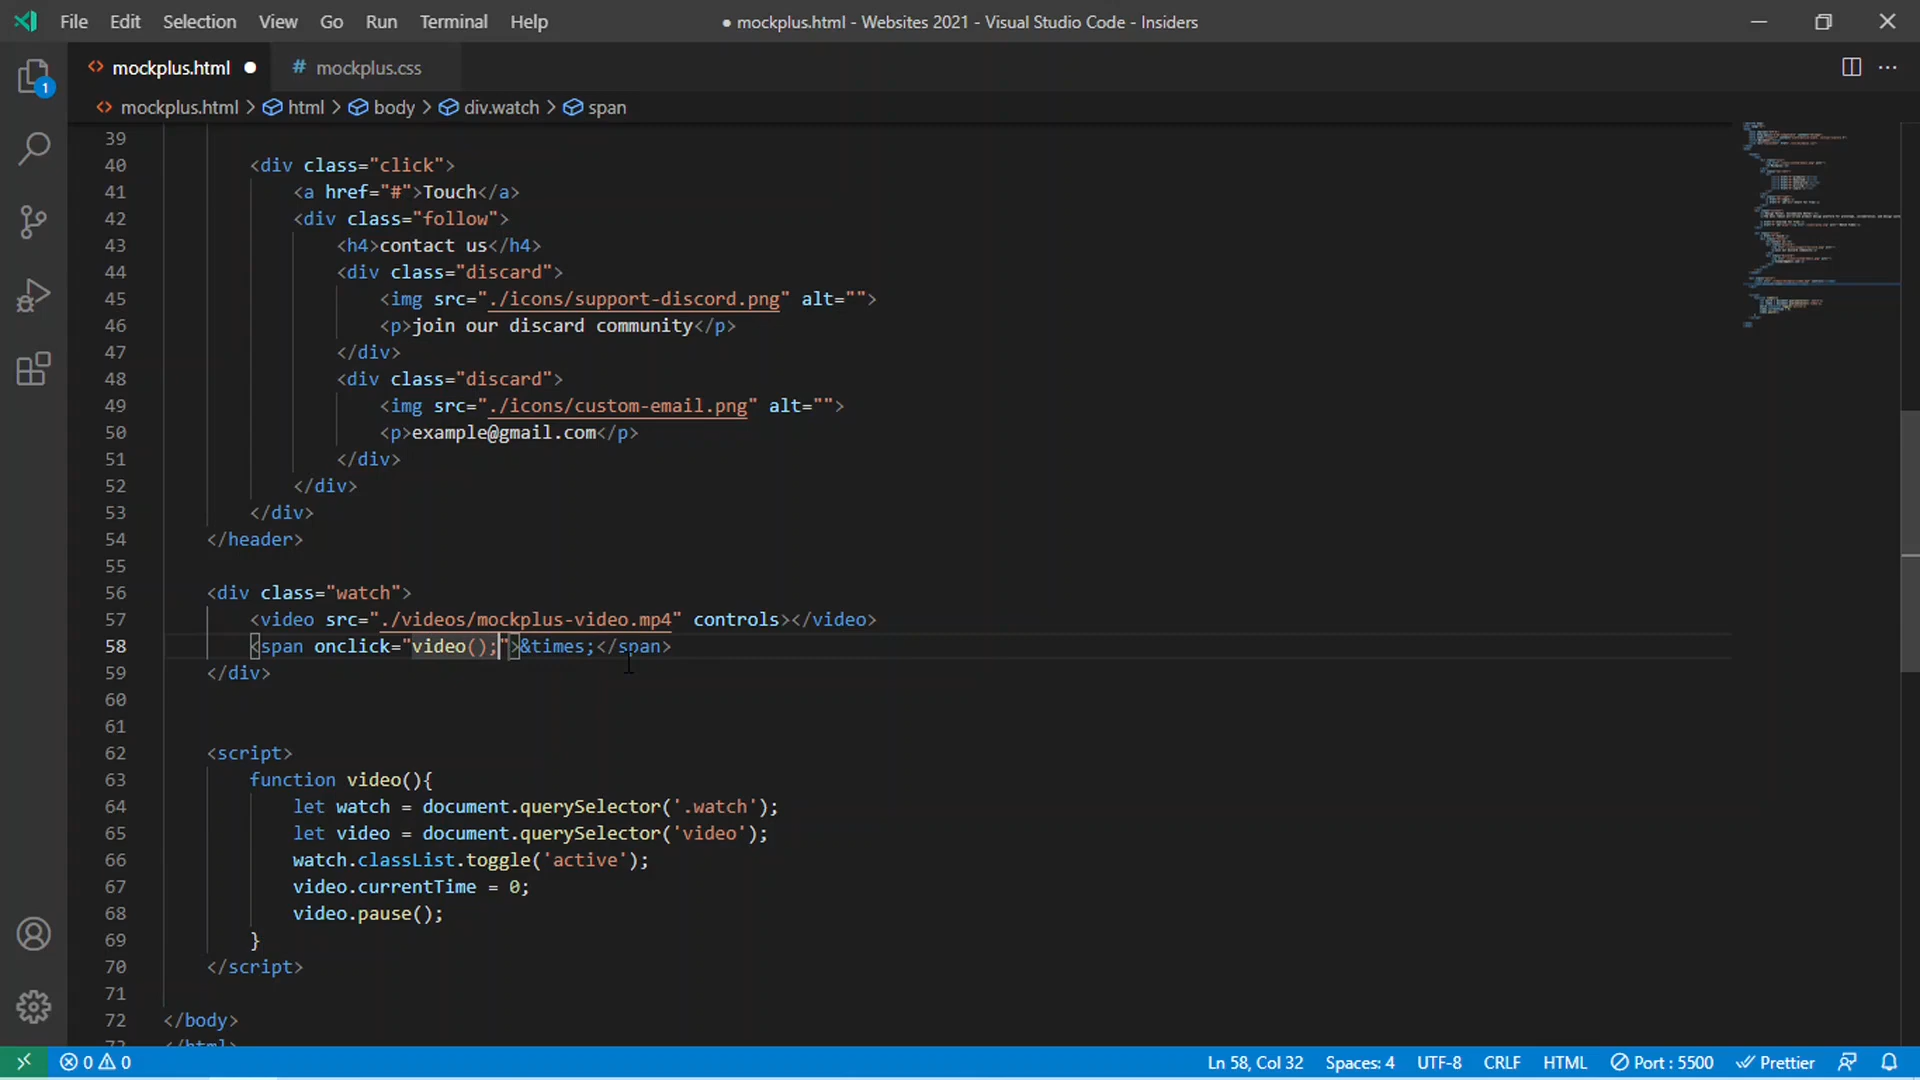 File Edit Selection View Go Run Terminal Help ● mockplus.html - Websites 2021 - Visual Studio Code - Insiders
mockplus.html ● # mockplus.css
mockplus.html > html > body > div.watch > span
1
39
40 <div class="click">
41 <a href="#">Touch</a>
42 <div class="follow">
43 <h4>contact us</h4>
44 <div class="discard">
45 <img src="./icons/support-discord.png" alt="">
46 <p>join our discard community</p>
47 </div>
48 <div class="discard">
49 <img src="./icons/custom-email.png" alt="">
50 <p>example@gmail.com</p>
51 </div>
52 </div>
53 </div>
54 </header>
55
56 <div class="watch">
57 <video src="./videos/mockplus-video.mp4" controls></video>
58 <span onclick="video();">&times;</span>
59 </div>
60
61
62 <script>
63 function video(){
64 let watch = document.querySelector('.watch');
65 let video = document.querySelector('video');
66 watch.classList.toggle('active');
67 video.currentTime = 0;
68 video.pause();
69 }
70 </script>
71
72 </body>
73 </html>
0 0 Ln 58, Col 32 Spaces: 4 UTF-8 CRLF HTML Port : 5500 Prettier